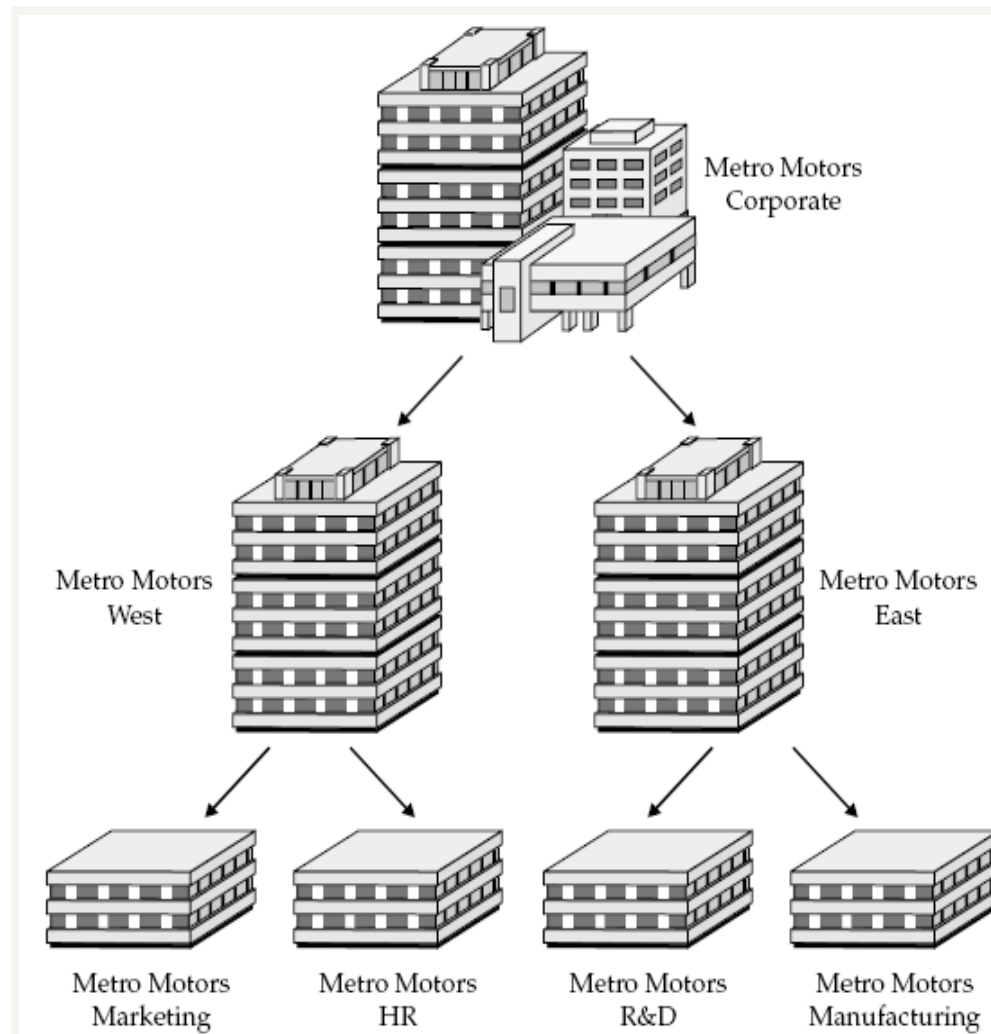 Metro Motors
Corporate
Metro Motors
West
Metro Motors
East
Metro Motors
Marketing
Metro Motors
HR
Metro Motors
R&D
Metro Motors
Manufacturing